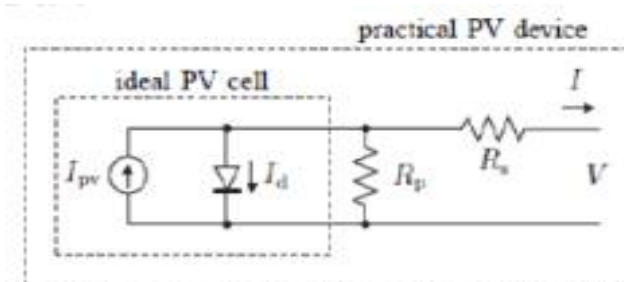 practical PV device
ideal PV cell
I
I_pv
I_d
R_p
R_s
V